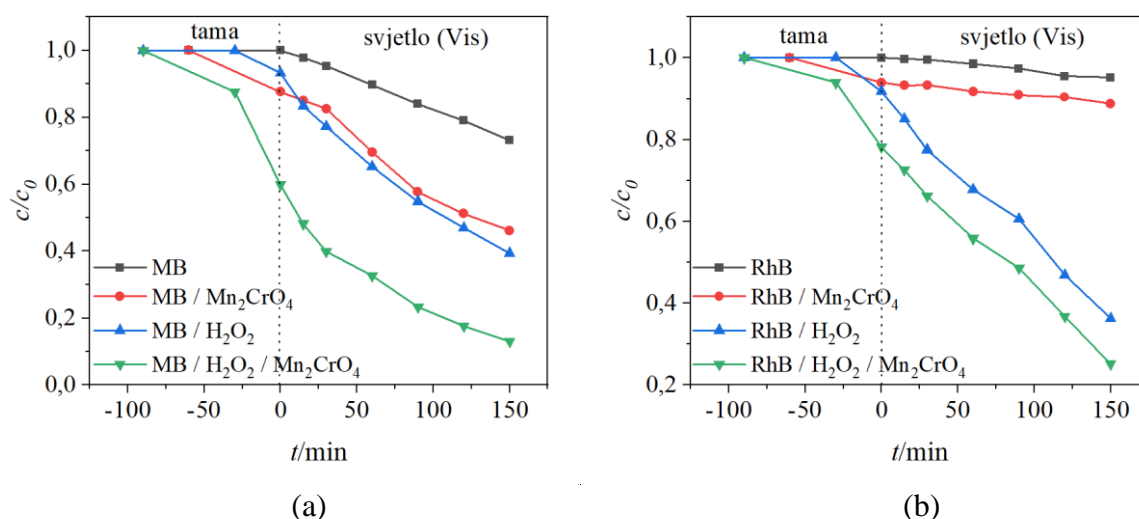 tama
svjetlo (Vis)
1,0
0,8
0,6
0,4
0,2
0,0
c/c₀
MB
MB / Mn₂CrO₄
MB / H₂O₂
MB / H₂O₂ / Mn₂CrO₄
-100 -50 0 50 100 150
t/min
(a)
tama
svjetlo (Vis)
1,0
0,8
0,6
0,4
0,2
c/c₀
RhB
RhB / Mn₂CrO₄
RhB / H₂O₂
RhB / H₂O₂ / Mn₂CrO₄
-100 -50 0 50 100 150
t/min
(b)